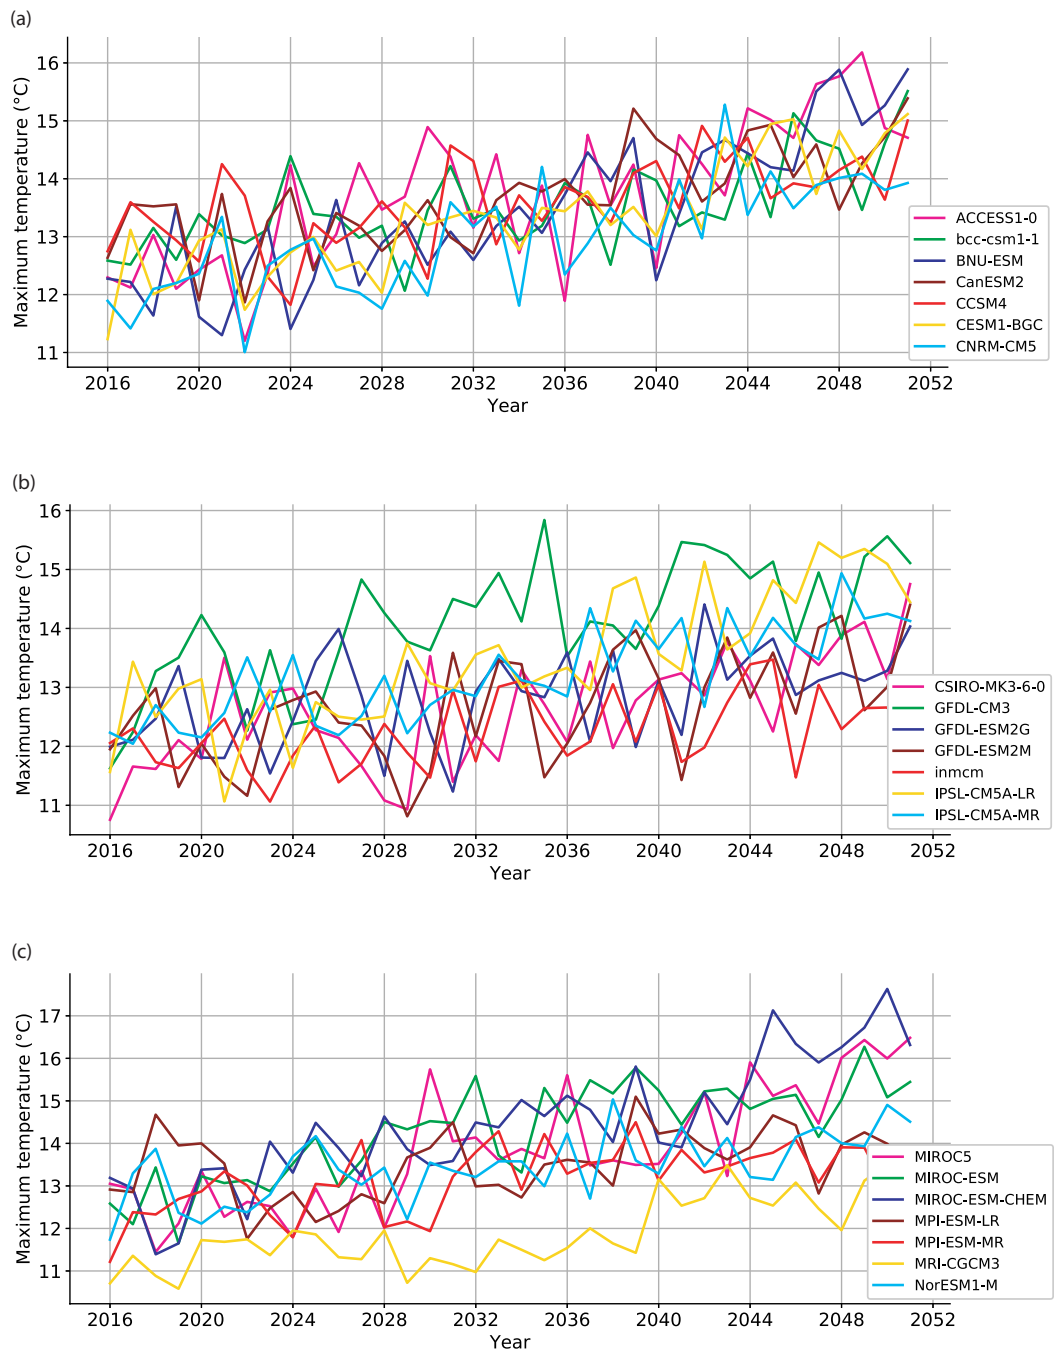 (a)
Maximum temperature (°C)
16
15
14
13
12
11
2016 2020 2024 2028 2032 2036 2040 2044 2048 2052
Year
ACCESS1-0
bcc-csm1-1
BNU-ESM
CanESM2
CCSM4
CESM1-BGC
CNRM-CM5
(b)
Maximum temperature (°C)
16
15
14
13
12
11
2016 2020 2024 2028 2032 2036 2040 2044 2048 2052
Year
CSIRO-MK3-6-0
GFDL-CM3
GFDL-ESM2G
GFDL-ESM2M
inmcm
IPSL-CM5A-LR
IPSL-CM5A-MR
(c)
Maximum temperature (°C)
17
16
15
14
13
12
11
2016 2020 2024 2028 2032 2036 2040 2044 2048 2052
Year
MIROC5
MIROC-ESM
MIROC-ESM-CHEM
MPI-ESM-LR
MPI-ESM-MR
MRI-CGCM3
NorESM1-M